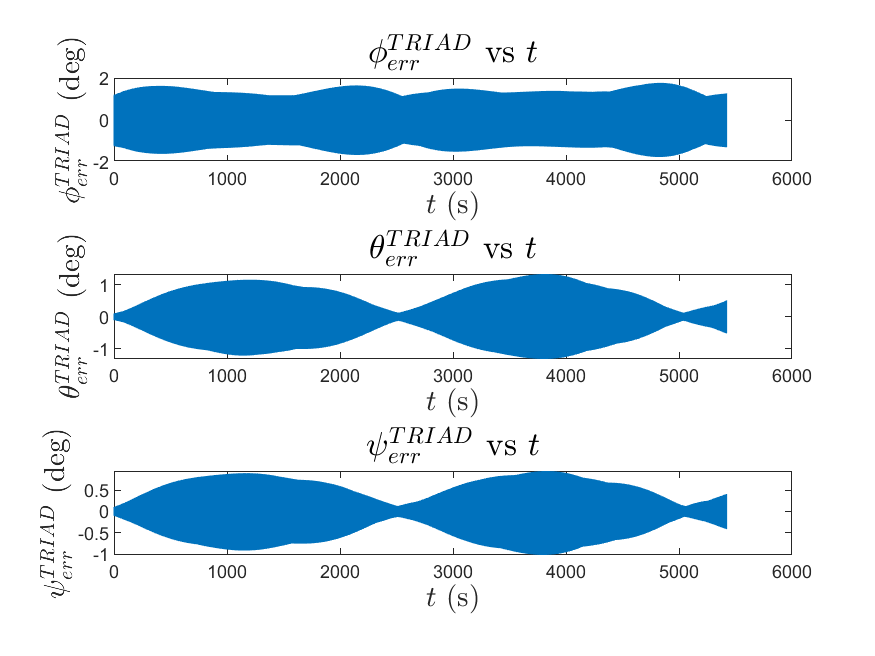 ϕ_err^TRIAD vs t
ϕ_err^TRIAD (deg)
2
0
-2
0 1000 2000 3000 4000 5000 6000
t (s)
θ_err^TRIAD vs t
θ_err^TRIAD (deg)
1
0
-1
0 1000 2000 3000 4000 5000 6000
t (s)
ψ_err^TRIAD vs t
ψ_err^TRIAD (deg)
0.5
0
-0.5
-1
0 1000 2000 3000 4000 5000 6000
t (s)